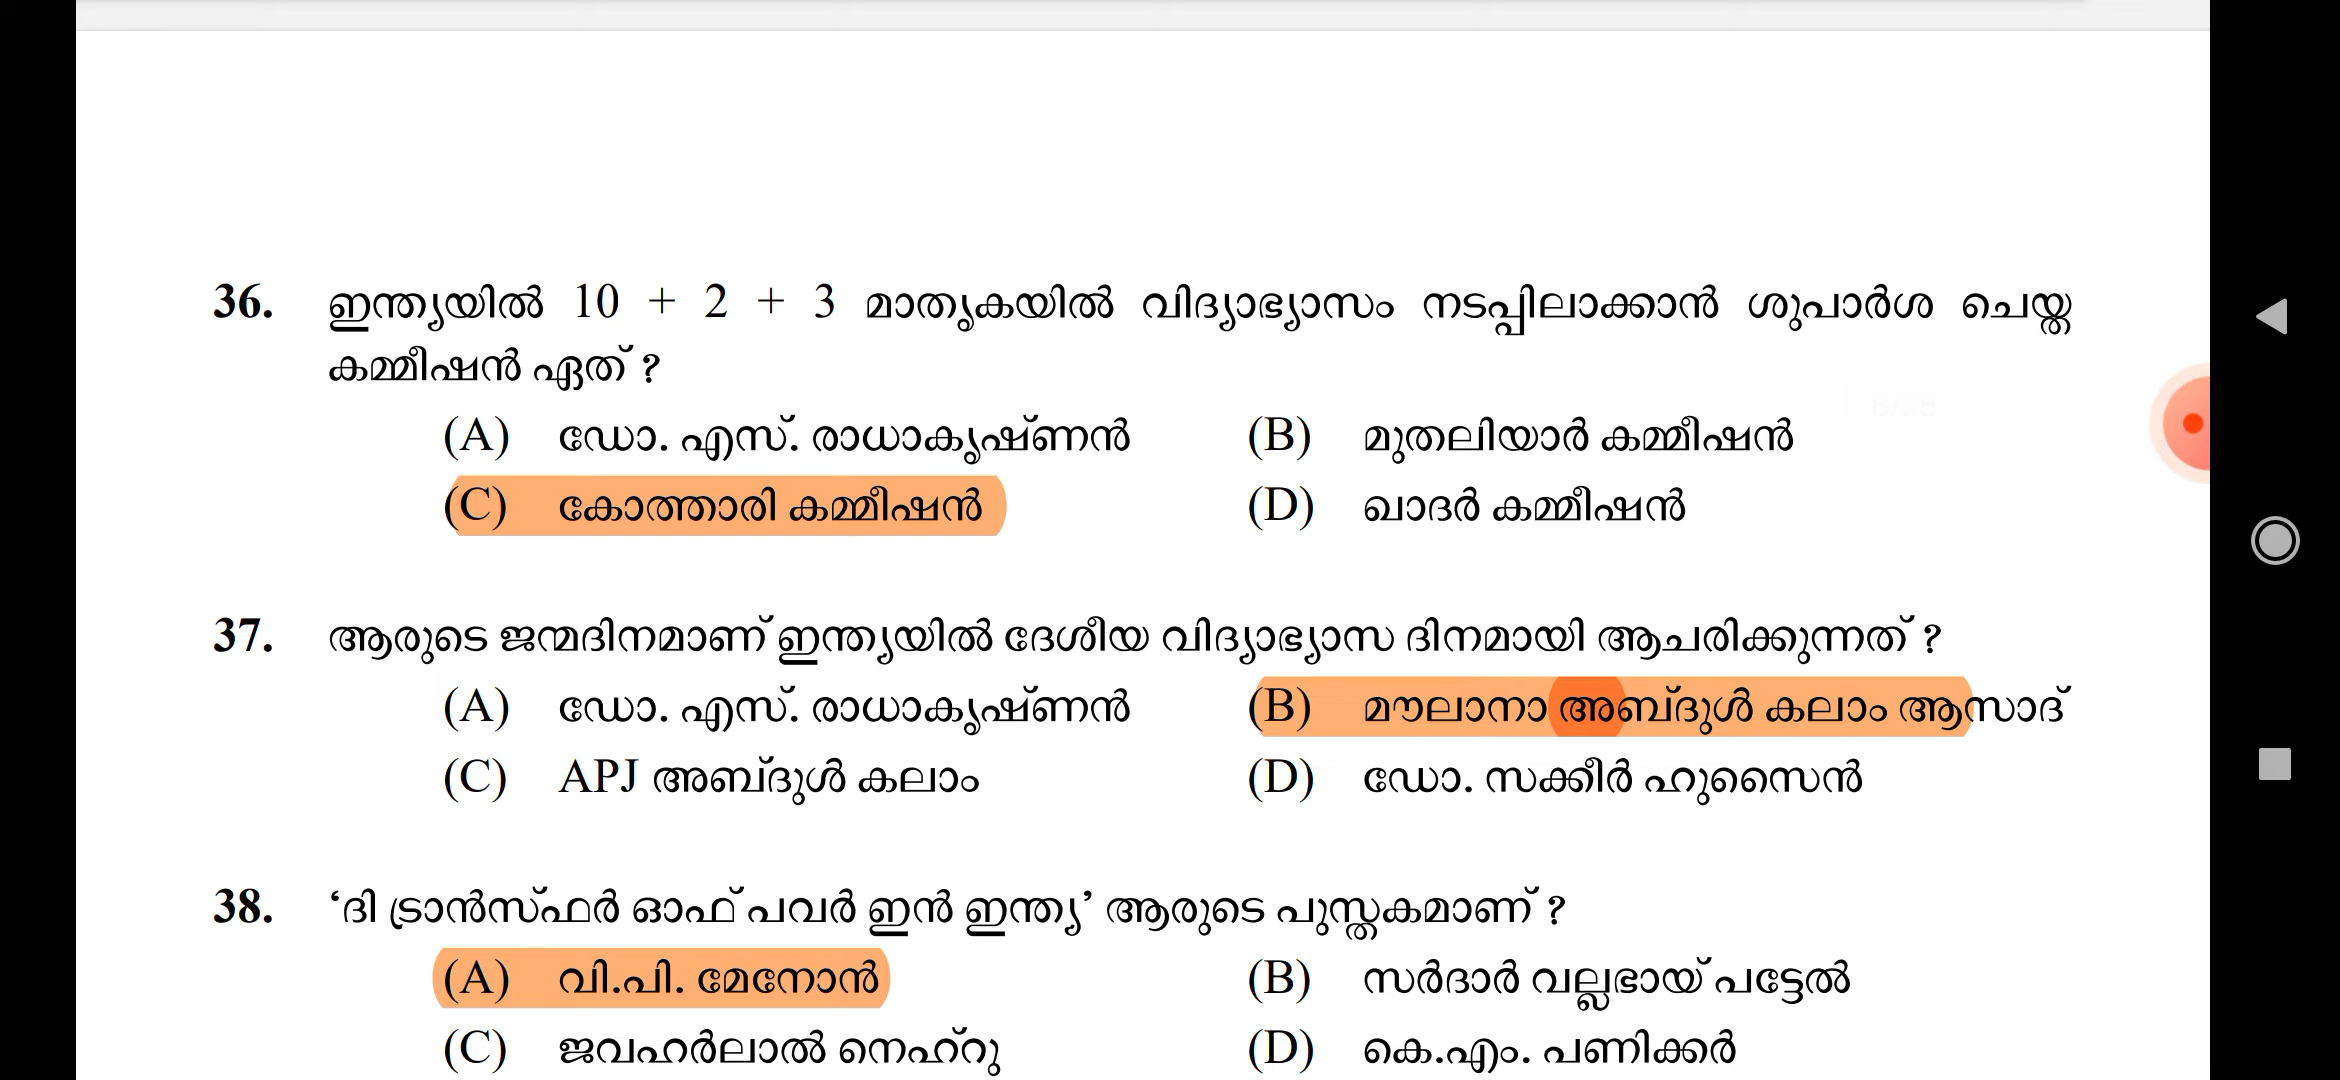 36. ഇന്ത്യയിൽ 10 + 2 + 3 മാതൃകയിൽ വിദ്യാഭ്യാസം നടപ്പിലാക്കാൻ ശുപാർശ ചെയ്ത
കമ്മീഷൻ ഏത് ?
(A) ഡോ. എസ്. രാധാകൃഷ്ണൻ (B) മുതലിയാർ കമ്മീഷൻ
(C) കോത്താരി കമ്മീഷൻ (D) ഖാദർ കമ്മീഷൻ
37. ആരുടെ ജന്മദിനമാണ് ഇന്ത്യയിൽ ദേശീയ വിദ്യാഭ്യാസ ദിനമായി ആചരിക്കുന്നത് ?
(A) ഡോ. എസ്. രാധാകൃഷ്ണൻ (B) മൗലാനാ അബ്ദുൾ കലാം ആസാദ്
(C) APJ അബ്ദുൾ കലാം (D) ഡോ. സക്കീർ ഹുസൈൻ
38. ‘ദി ട്രാൻസ്ഫർ ഓഫ് പവർ ഇൻ ഇന്ത്യ’ ആരുടെ പുസ്തകമാണ് ?
(A) വി.പി. മേനോൻ (B) സർദാർ വല്ലഭായ് പട്ടേൽ
(C) ജവഹർലാൽ നെഹ്റു (D) കെ.എം. പണിക്കർ